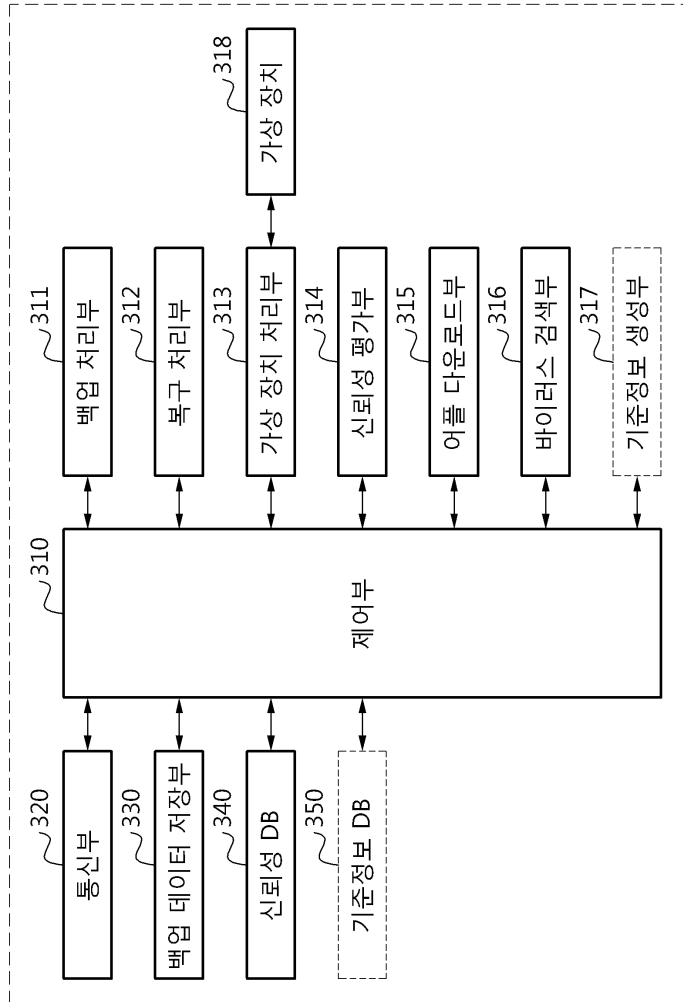 320
통신부
330
백업 데이터 저장부
340
신뢰성 DB
350
기준정보 DB
310
제어부
311
백업 처리부
312
복구 처리부
313
가상 장치 처리부
314
신뢰성 평가부
315
어플 다운로드부
316
바이러스 검색부
317
기준정보 생성부
318
가상 장치